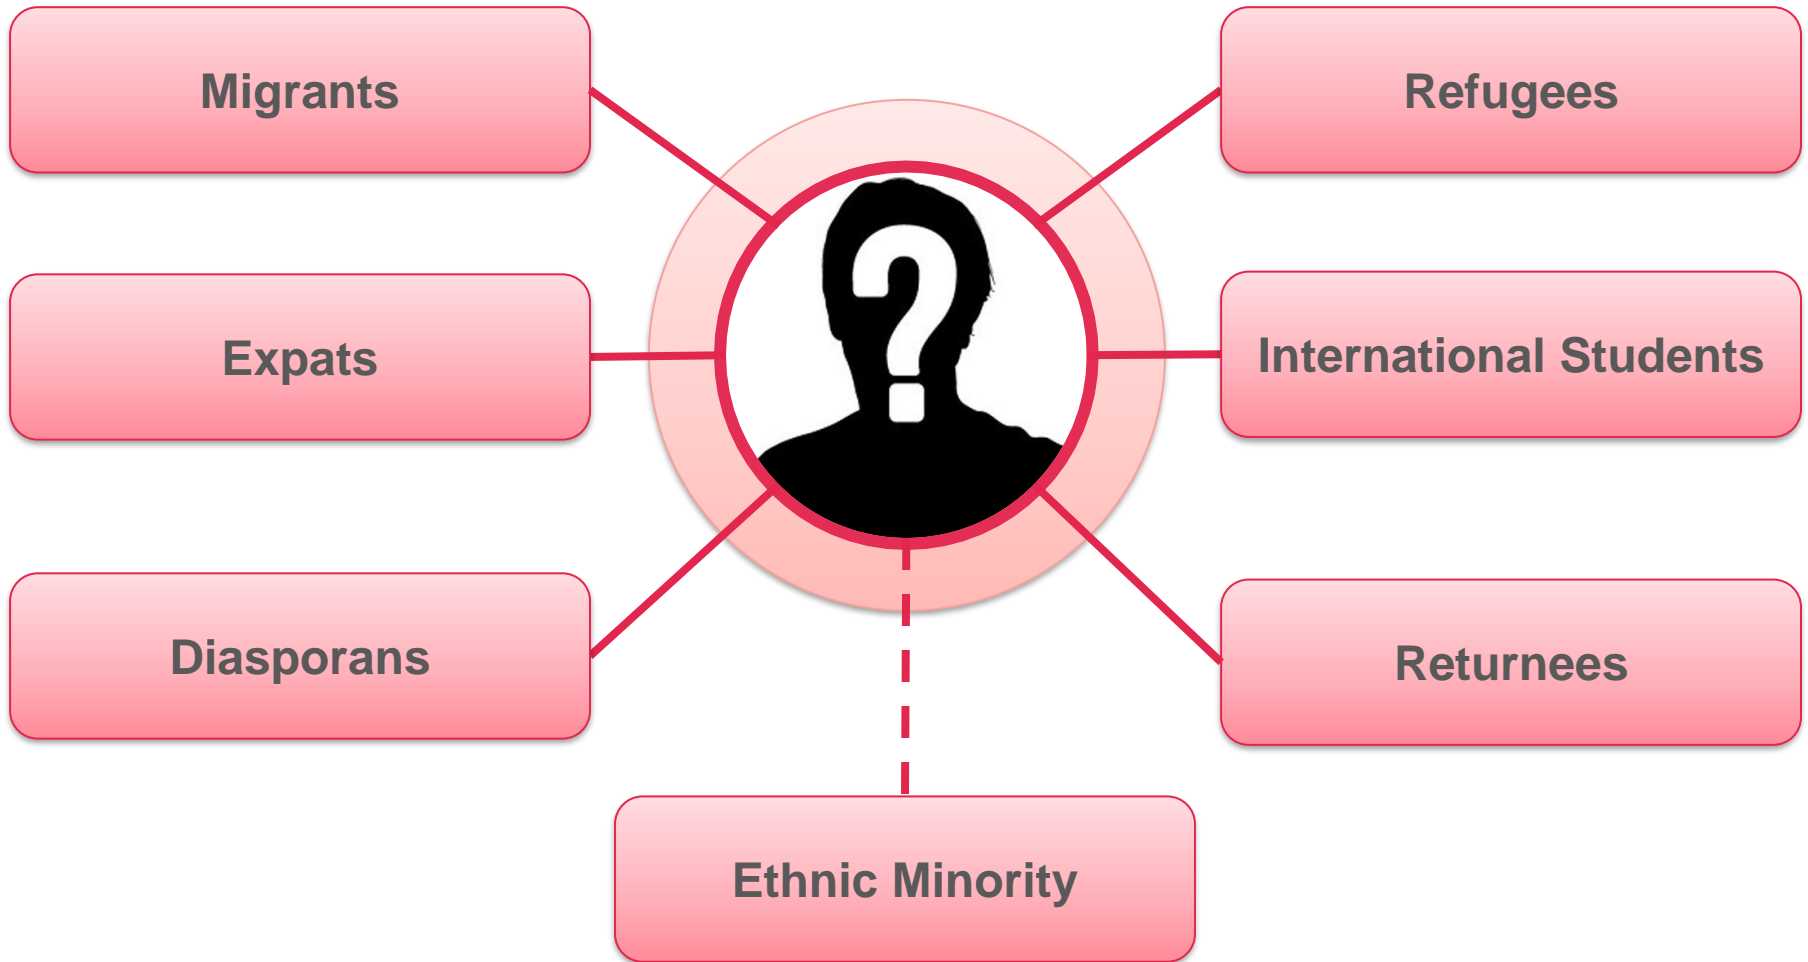 Migrants
Refugees
Expats
International Students
Diasporans
Returnees
Ethnic Minority
?